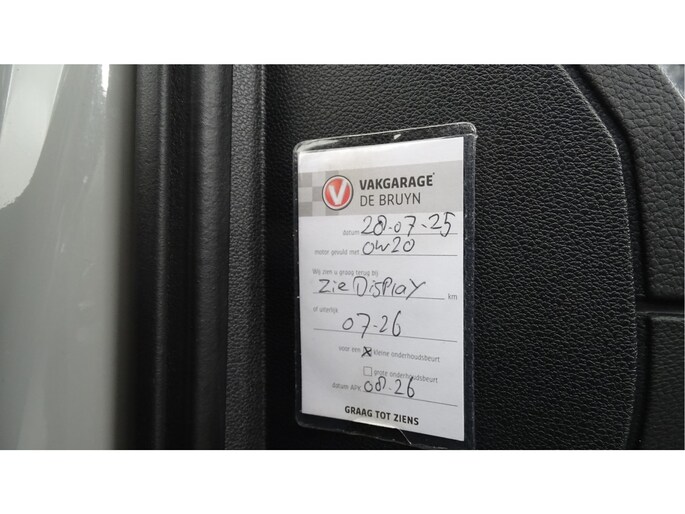 V VAKGARAGE
DE BRUYN
datum 28-07-25
motor gevuld met 0w20
Wij zien u graag terug bij
Zie Display km
of uiterlijk
07-26
voor een x kleine onderhoudsbeurt
grote onderhoudsbeurt
datum APK 08-26
GRAAG TOT ZIENS